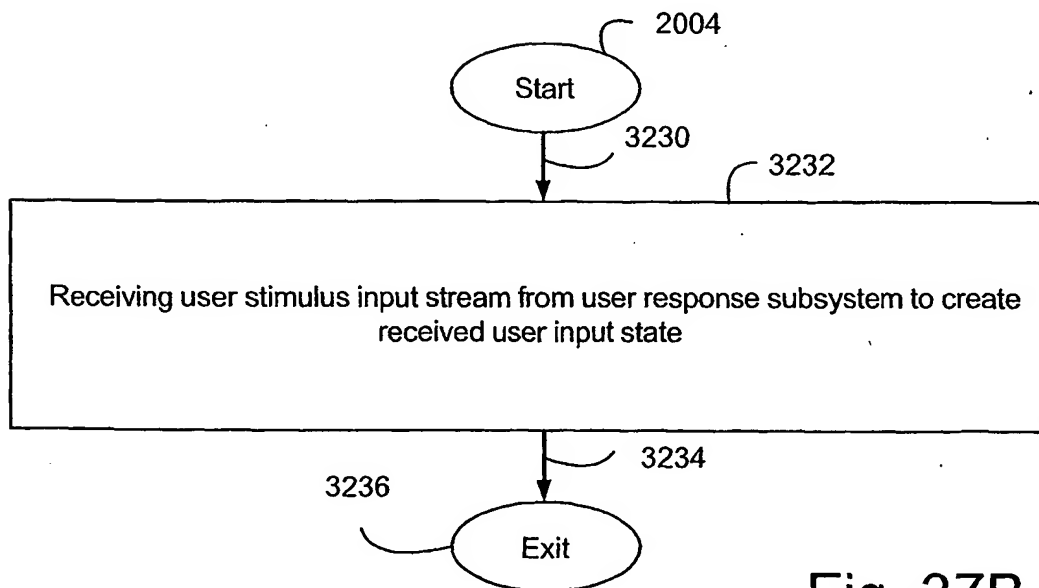 2004
Start
3230
3232
Receiving user stimulus input stream from user response subsystem to create
received user input state
3234
3236
Exit